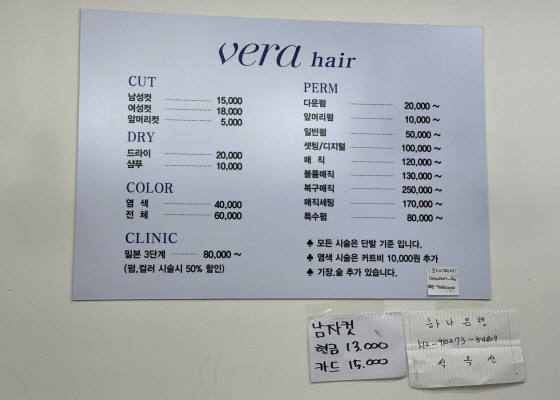 vera hair
CUT
남성컷 15,000
여성컷 18,000
앞머리컷 5,000
DRY
드라이 20,000
샴푸 10,000
COLOR
염 색 40,000
전 체 60,000
CLINIC
밀본 3단계 80,000 ~
(펌,컬러 시술시 50% 할인)
PERM
다운펌 20,000 ~
앞머리펌 10,000 ~
일반펌 50,000 ~
셋팅/디지털 100,000 ~
매 직 120,000 ~
볼륨매직 130,000 ~
복구매직 250,000 ~
매직세팅 170,000 ~
특수펌 80,000 ~
♣ 모든 시술은 단발 기준 입니다.
♣ 염색 시술은 커트비 10,000원 추가
♣ 기장,숱 추가 있습니다.
와이파이
남자컷
현금 13.000
카드 15.000
하나은행
석 옥 선